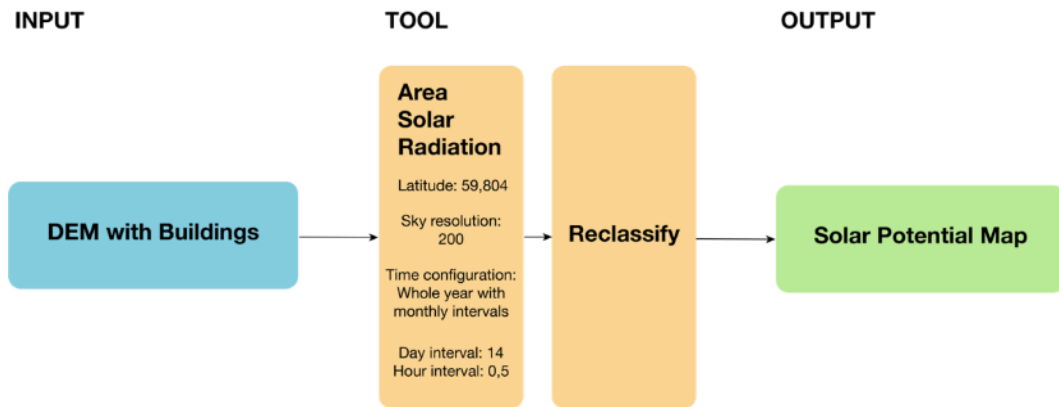 INPUT
TOOL
OUTPUT
DEM with Buildings
Area
Solar
Radiation
Latitude: 59,804
Sky resolution:
200
Time configuration:
Whole year with
monthly intervals
Day interval: 14
Hour interval: 0,5
Reclassify
Solar Potential Map